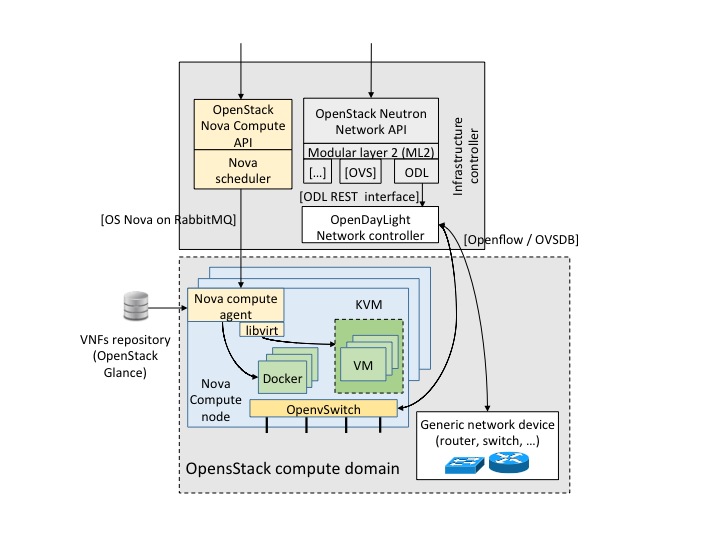 OpenStack
Nova Compute
API
Nova
scheduler
OpenStack Neutron
Network API
Modular layer 2 (ML2)
[...]
[OVS]
ODL
[ODL REST interface]
OpenDayLight
Network controller
Infrastructure
controller
[OS Nova on RabbitMQ]
[Openflow / OVSDB]
Nova compute
agent
libvirt
KVM
VM
Docker
Nova
Compute
node
OpenvSwitch
VNFs repository
(OpenStack
Glance)
Generic network device
(router, switch, ...)
OpensStack compute domain